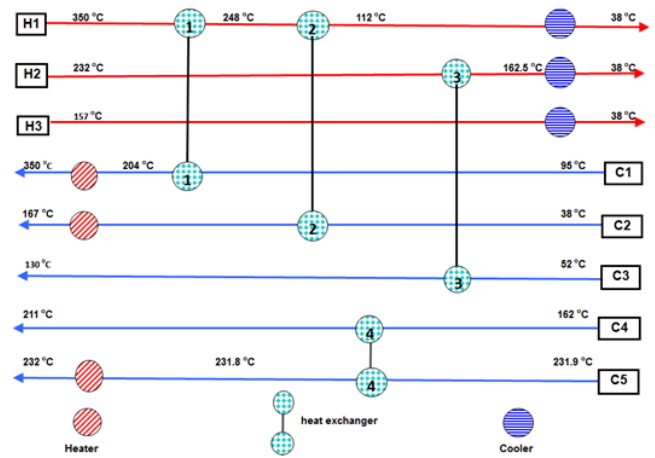 H1 350 °C 1 248 °C 2 112 °C 38 °C
H2 232 °C 3 162.5 °C 38 °C
H3 157 °C 38 °C
350 °C 204 °C 1 95 °C C1
167 °C 2 38 °C C2
130 °C 3 52 °C C3
211 °C 4 162 °C C4
232 °C 231.8 °C 4 231.9 °C C5
Heater heat exchanger Cooler